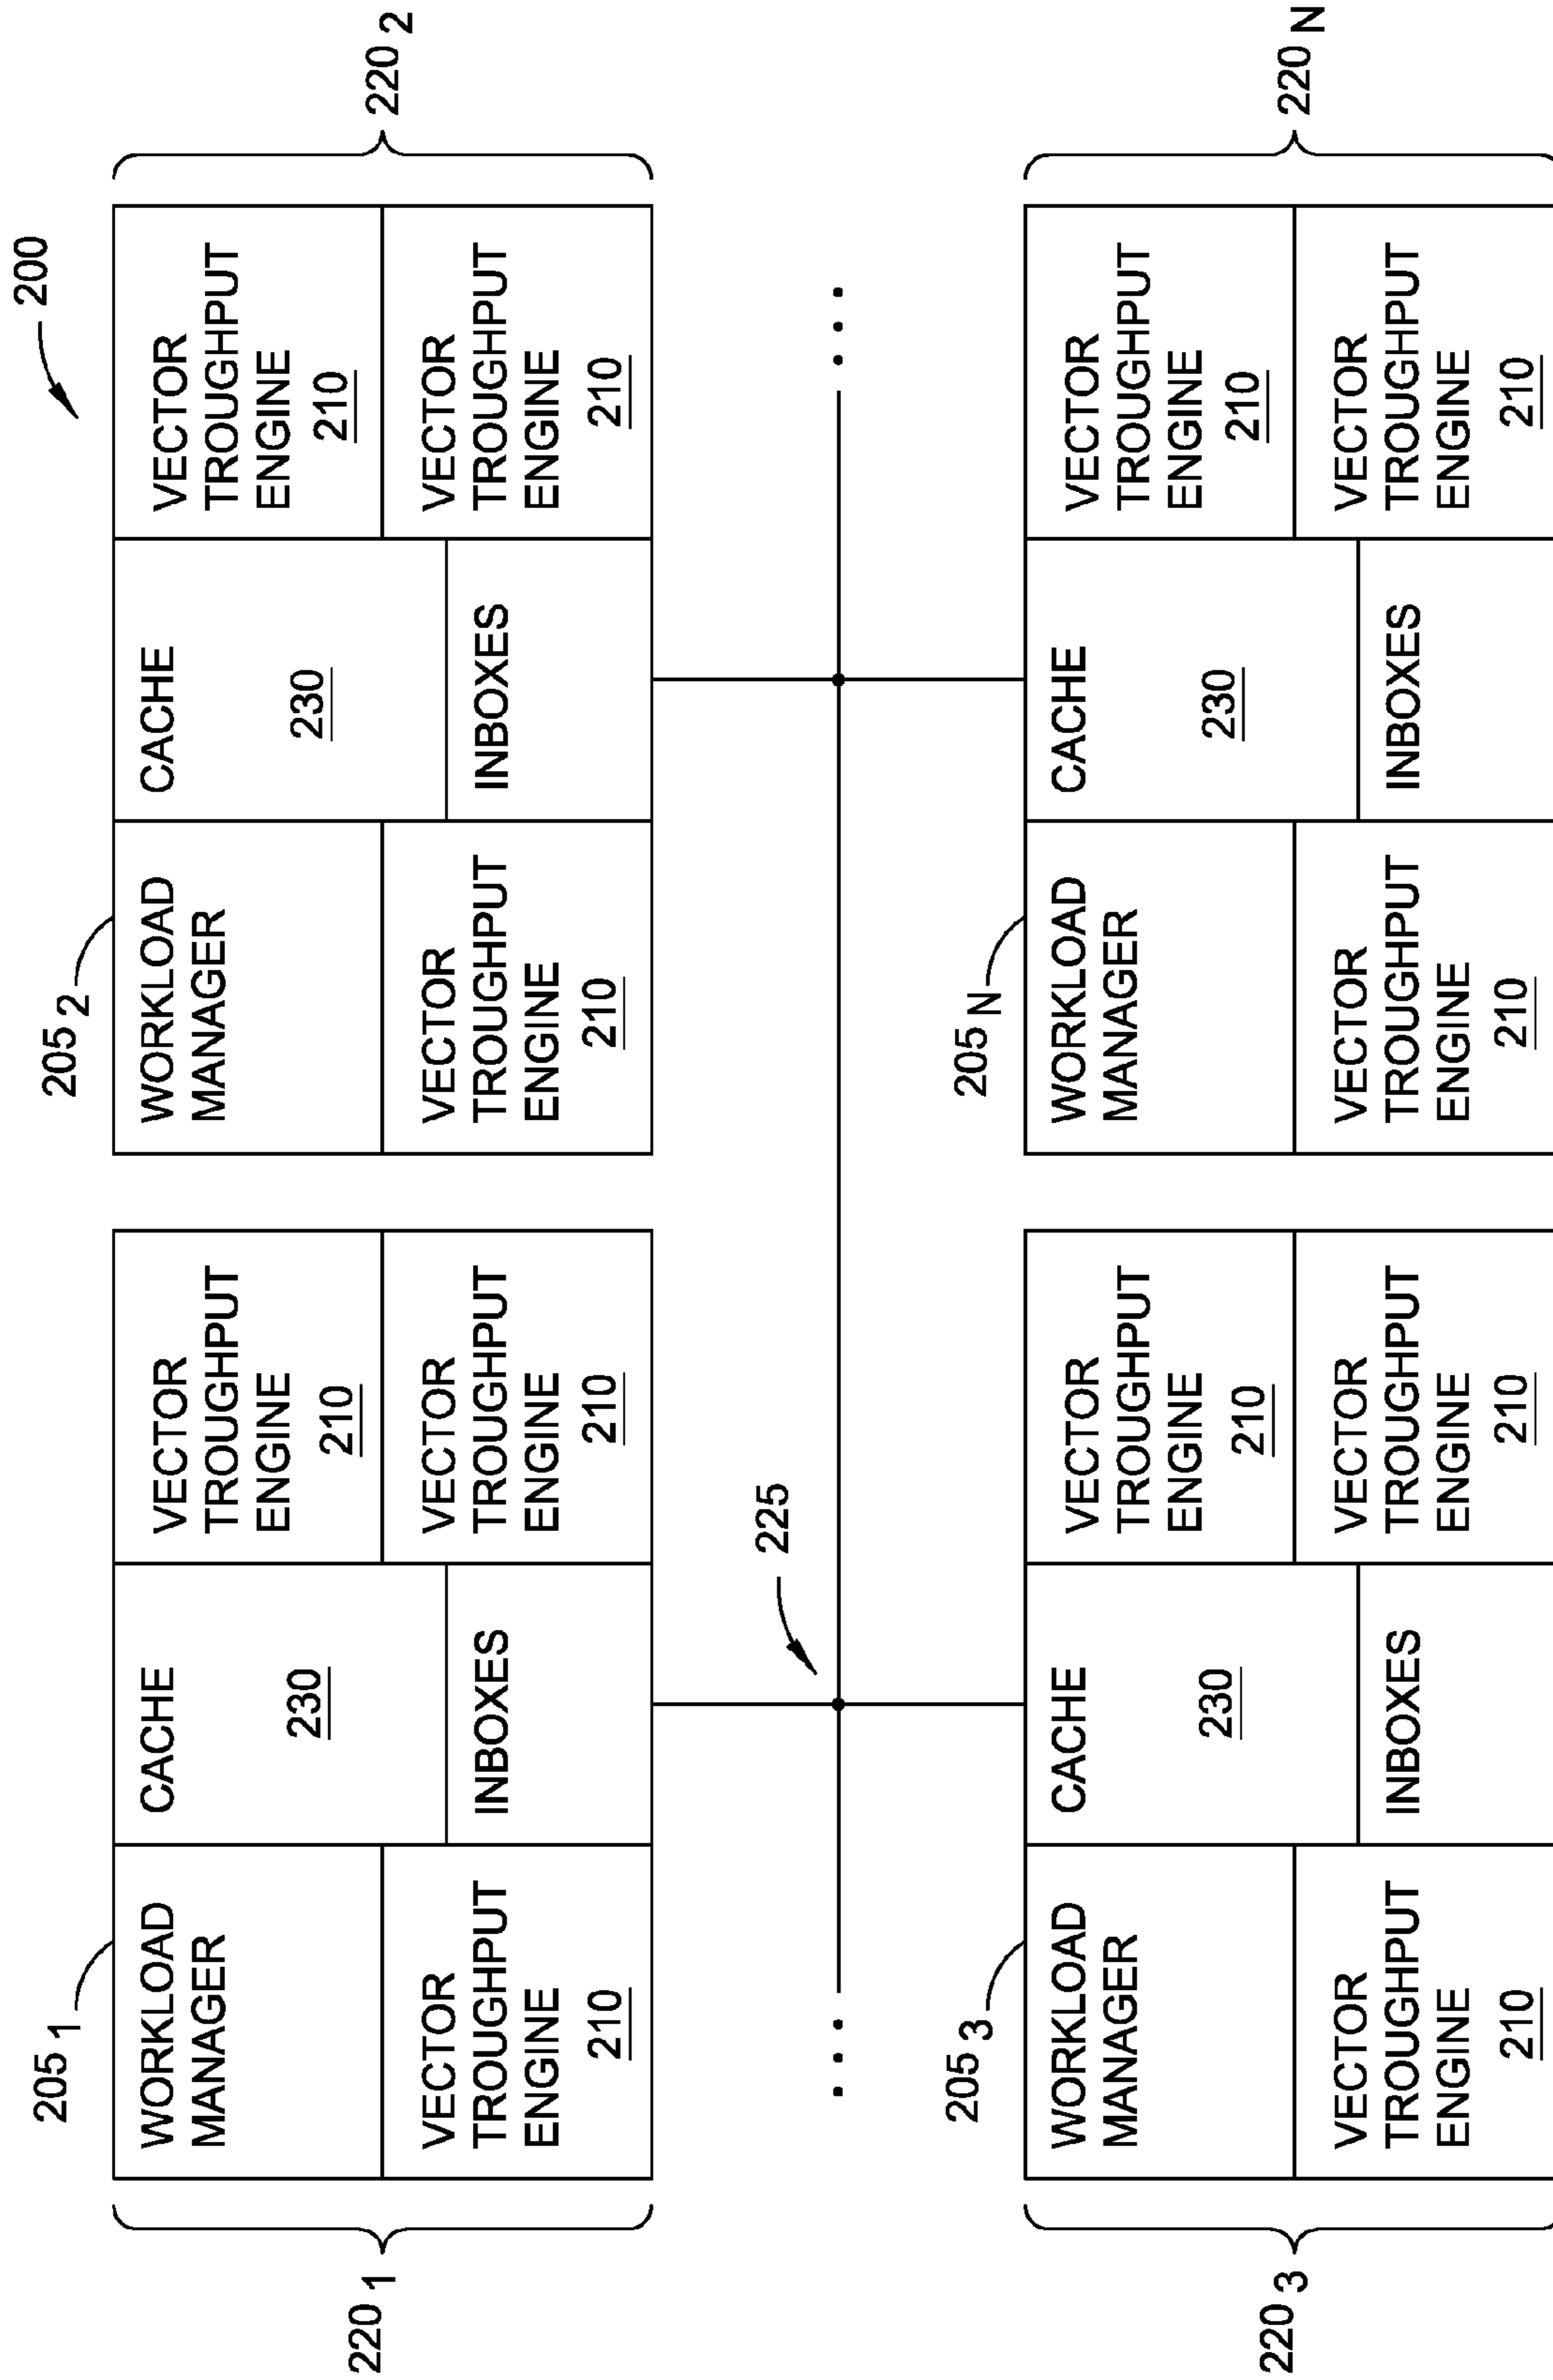 200
205 1
205 2
220 1
WORKLOAD
MANAGER
CACHE
230
VECTOR
TROUGHPUT
ENGINE
210
VECTOR
TROUGHPUT
ENGINE
210
INBOXES
VECTOR
TROUGHPUT
ENGINE
210
WORKLOAD
MANAGER
CACHE
230
VECTOR
TROUGHPUT
ENGINE
210
VECTOR
TROUGHPUT
ENGINE
210
INBOXES
VECTOR
TROUGHPUT
ENGINE
210
220 2
225
...
...
205 3
205 N
220 3
WORKLOAD
MANAGER
CACHE
230
VECTOR
TROUGHPUT
ENGINE
210
VECTOR
TROUGHPUT
ENGINE
210
INBOXES
VECTOR
TROUGHPUT
ENGINE
210
WORKLOAD
MANAGER
CACHE
230
VECTOR
TROUGHPUT
ENGINE
210
VECTOR
TROUGHPUT
ENGINE
210
INBOXES
VECTOR
TROUGHPUT
ENGINE
210
220 N